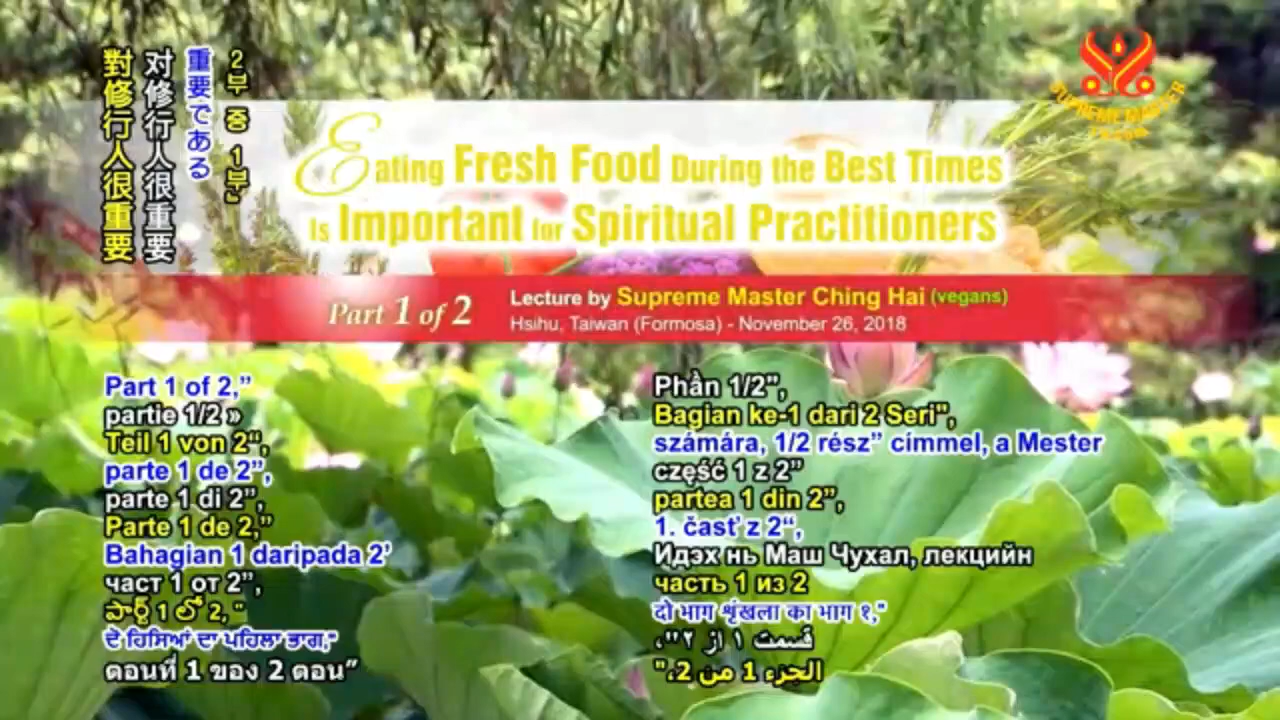 對修行人很重要
对修行人很重要
重要である
2부 중 1부』
SUPREME MASTER
Eating Fresh Food During the Best Times
Is Important for Spiritual Practitioners
Part 1 of 2
Lecture by Supreme Master Ching Hai (vegans)
Hsihu, Taiwan (Formosa) - November 26, 2018
Part 1 of 2,”
partie 1/2 »
Teil 1 von 2“,
parte 1 de 2”,
parte 1 di 2”,
Parte 1 de 2,”
Bahagian 1 daripada 2’
част 1 от 2”,
పార్ట్ 1 లో 2, "
ਦੋ ਹਿਸਿਆਂ ਦਾ ਪਹਿਲਾ ਭਾਗ,"
ตอนที่ 1 ของ 2 ตอน”
Phần 1/2",
Bagian ke-1 dari 2 Seri",
számára, 1/2 rész” címmel, a Mester
część 1 z 2”
partea 1 din 2”,
1. časť z 2“,
Идэх нь Маш Чухал, лекцийн
часть 1 из 2
दो भाग श्रृंखला का भाग १,"
قسمت ۱ از ۲"،
الجزء 1 من 2،"